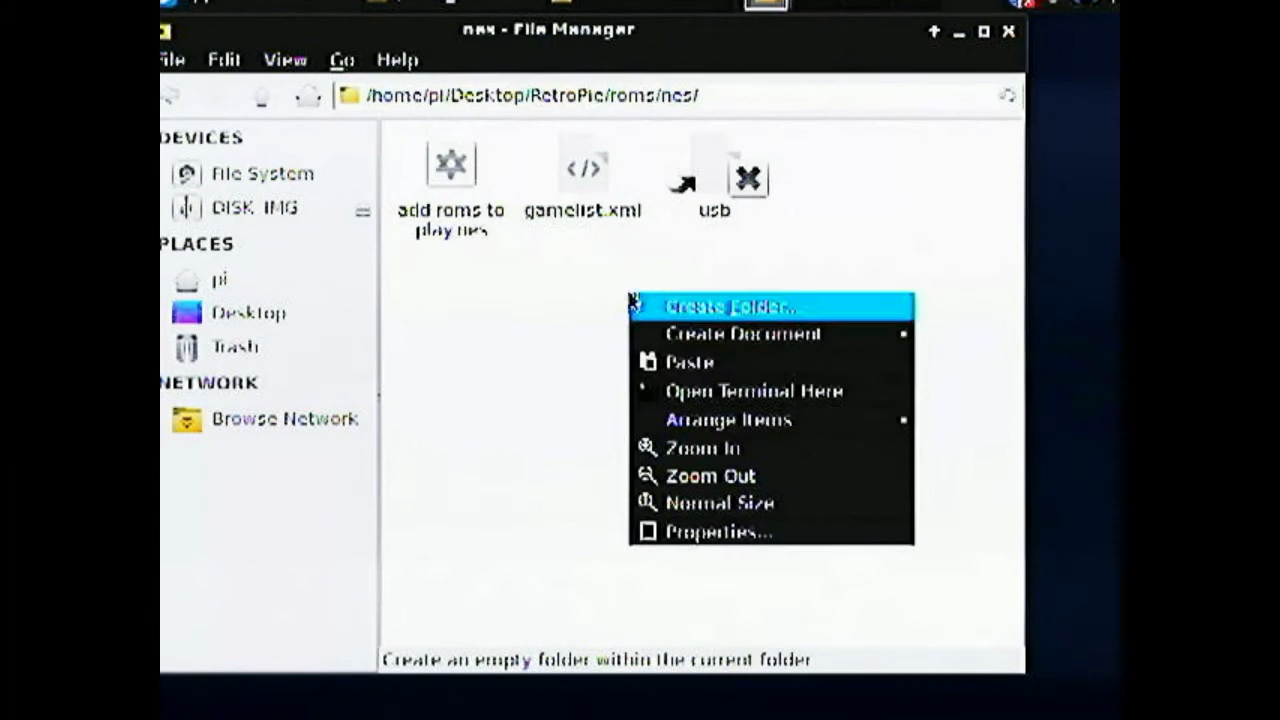 nes - File Manager
ile Edit View Go Help
/home/pi/Desktop/RetroPie/roms/nes/
DEVICES
File System
DISK_IMG
PLACES
pi
Desktop
Trash
NETWORK
Browse Network
add roms to
play nes
gamelist.xml
usb
Create Folder...
Create Document
Paste
Open Terminal Here
Arrange Items
Zoom In
Zoom Out
Normal Size
Properties...
Create an empty folder within the current folder